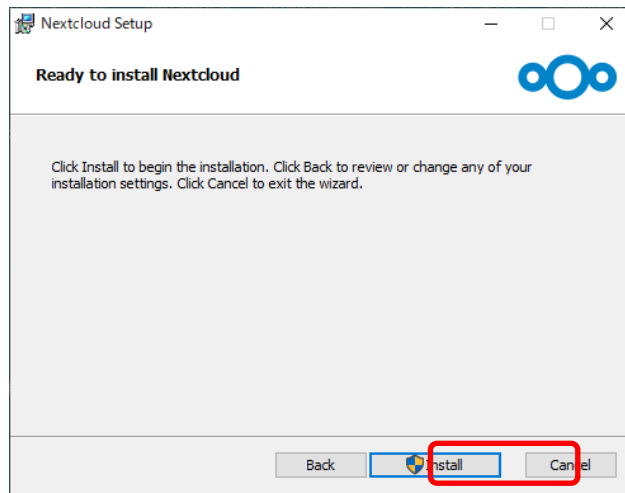 Nextcloud Setup
Ready to install Nextcloud
Click Install to begin the installation. Click Back to review or change any of your
installation settings. Click Cancel to exit the wizard.
Back Install Cancel